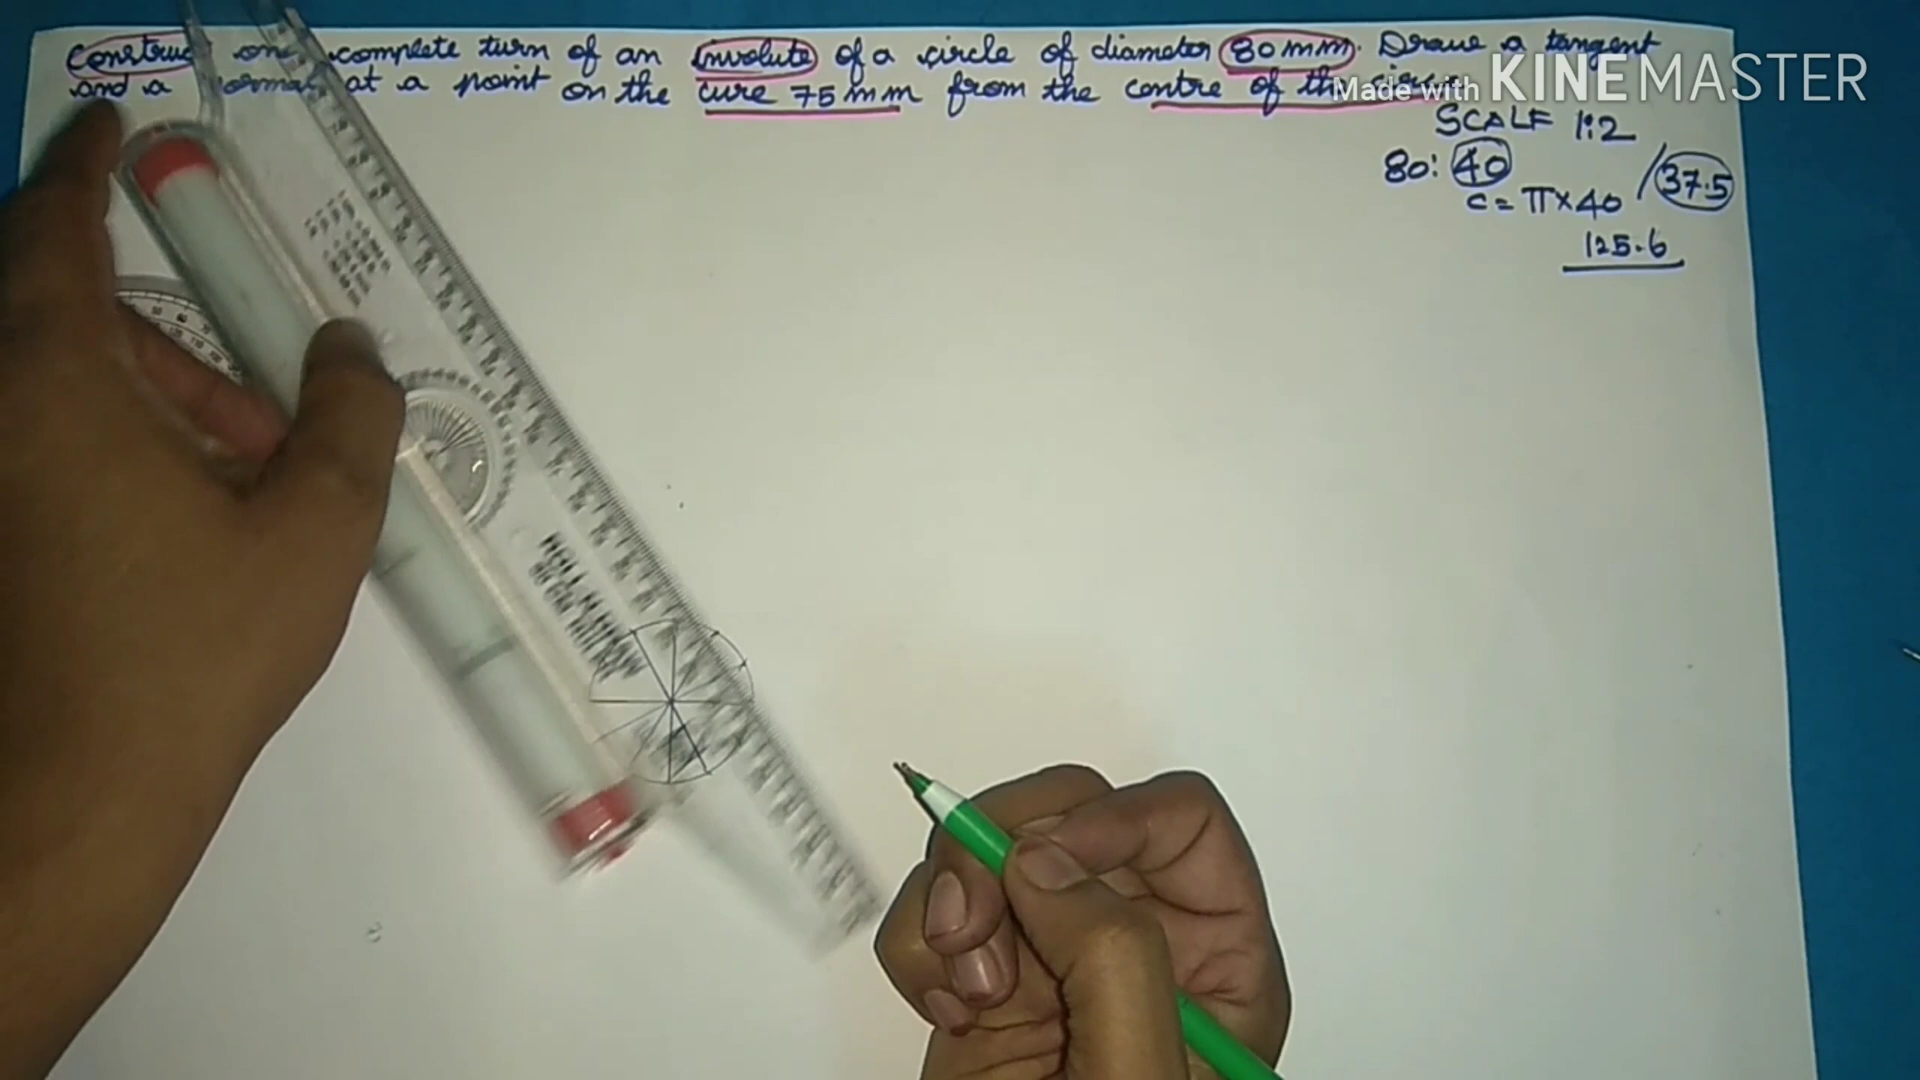 Construc one complete turn of an involute of a circle of diameter 80mm. Draw a tangent
and a normal at a point on the cure 75mm from the centre of the
Made with KINEMASTER
SCALE 1:2
80: 40 / 37.5
c = π×40
125.6